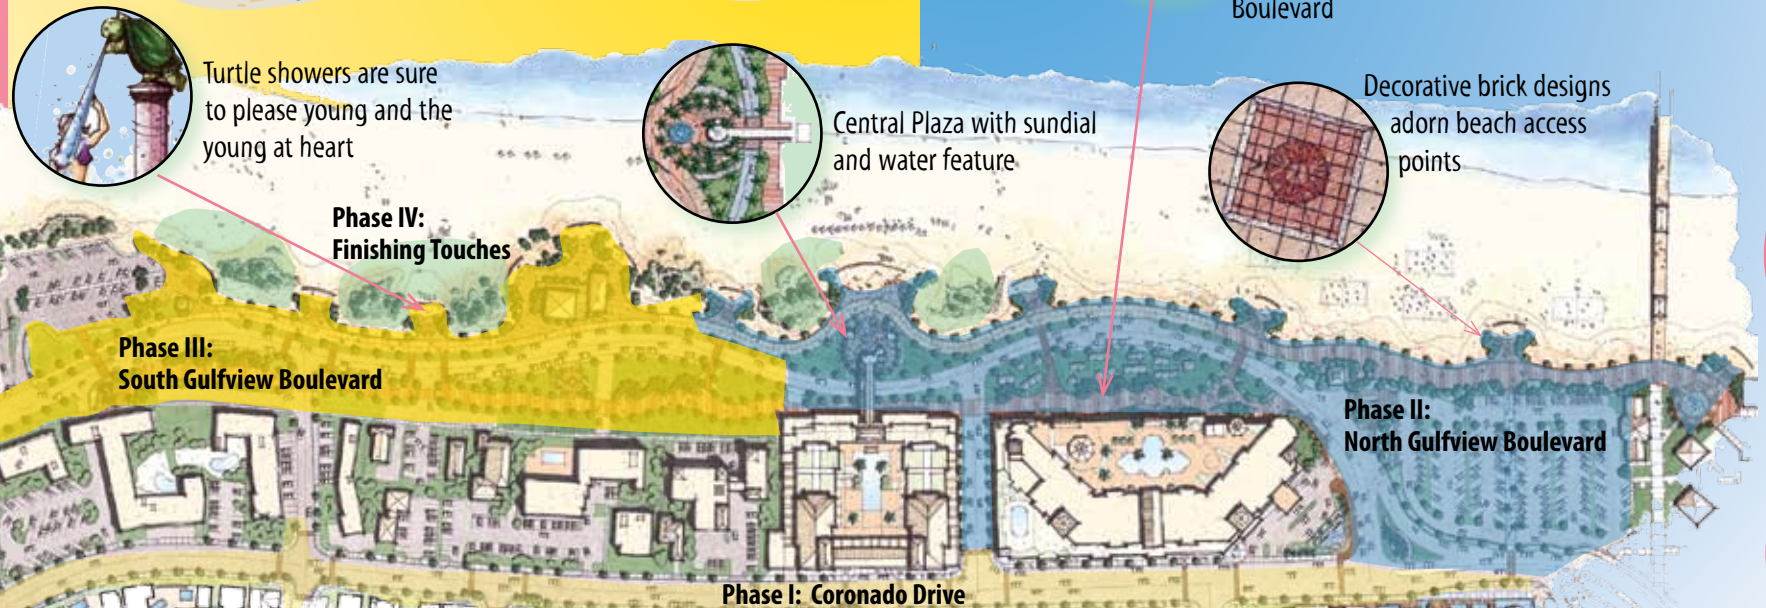 Boulevard
Turtle showers are sure
to please young and the
young at heart
Central Plaza with sundial
and water feature
Decorative brick designs
adorn beach access
points
Phase IV:
Finishing Touches
Phase III:
South Gulfview Boulevard
Phase II:
North Gulfview Boulevard
Phase I: Coronado Drive